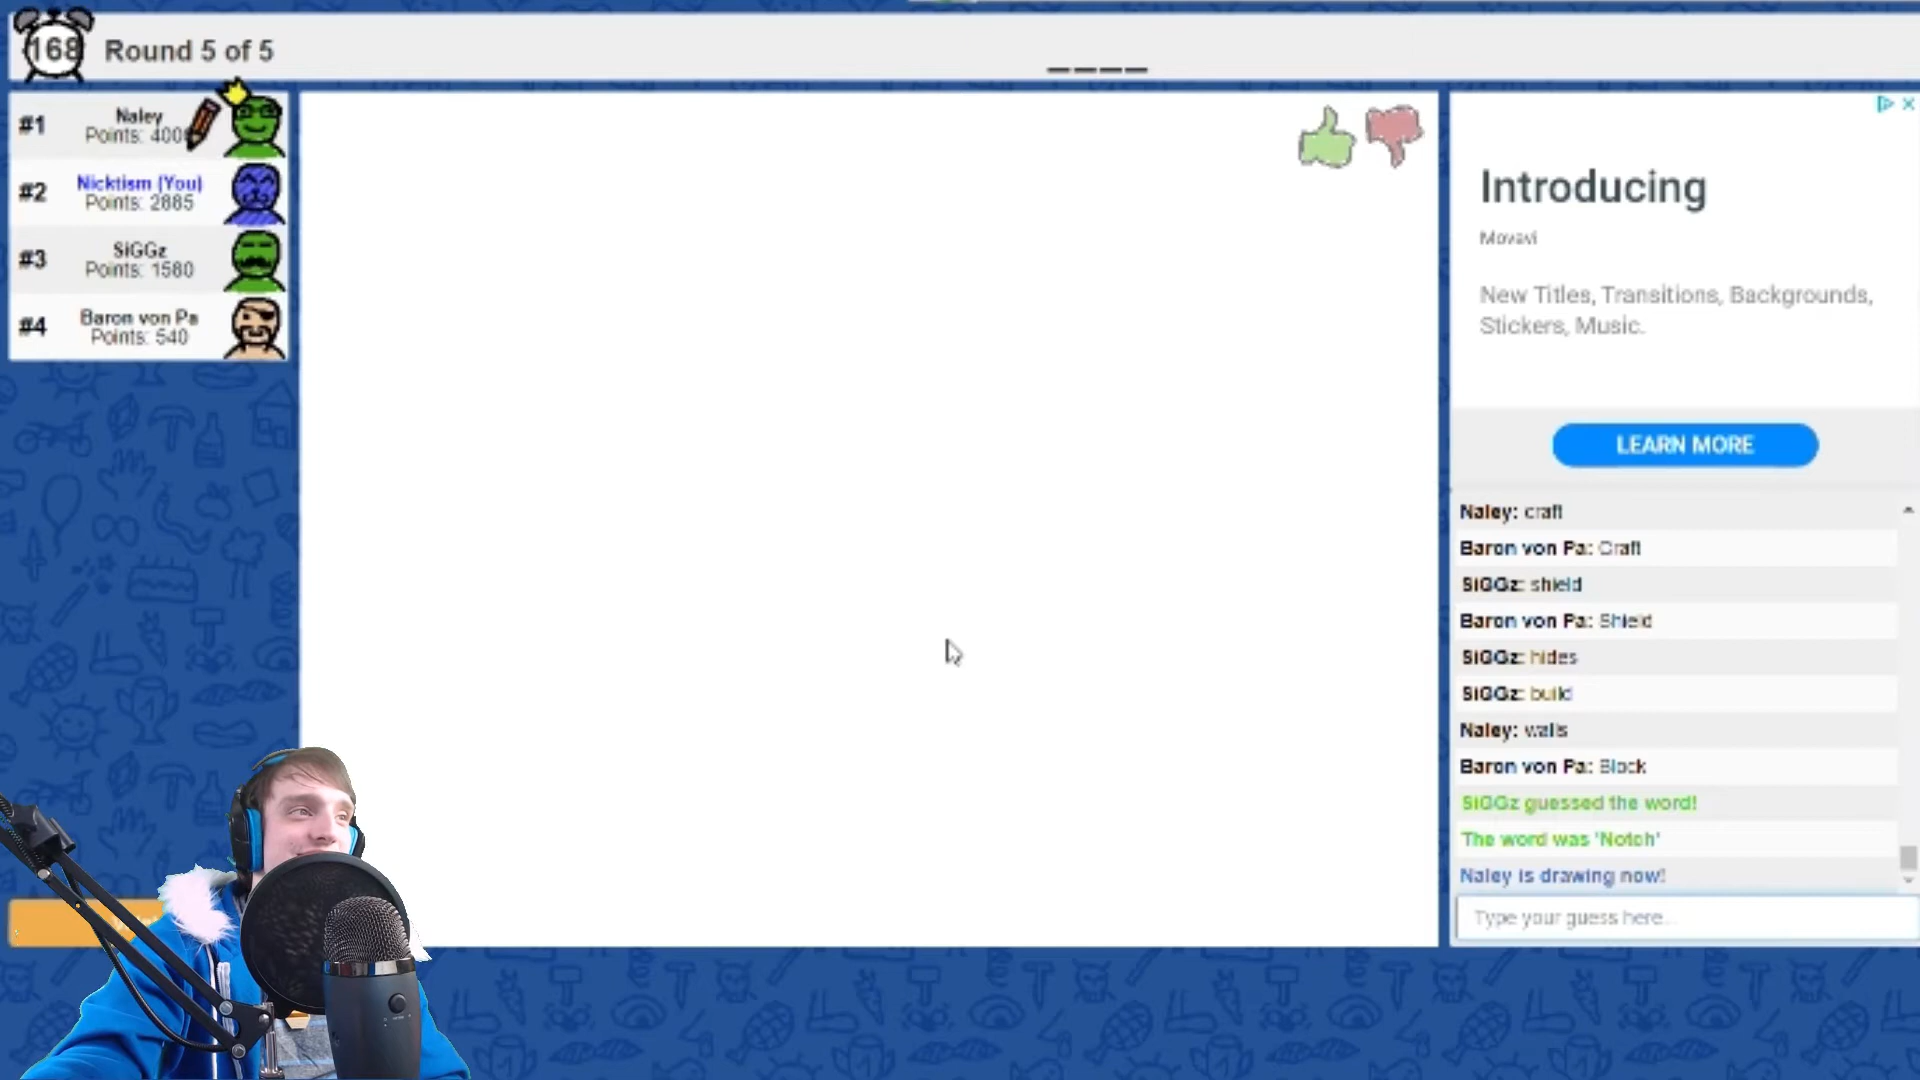 168
Round 5 of 5
____
#1
Naley
Points: 400
#2
Nicktism (You)
Points: 2885
#3
SiGGz
Points: 1580
#4
Baron von Pa
Points: 540
Introducing
Movavi
New Titles, Transitions, Backgrounds,
Stickers, Music.
LEARN MORE
Naley: craft
Baron von Pa: Craft
SiGGz: shield
Baron von Pa: Shield
SiGGz: hides
SiGGz: build
Naley: walls
Baron von Pa: Block
SiGGz guessed the word!
The word was 'Notch'
Naley is drawing now!
Type your guess here...